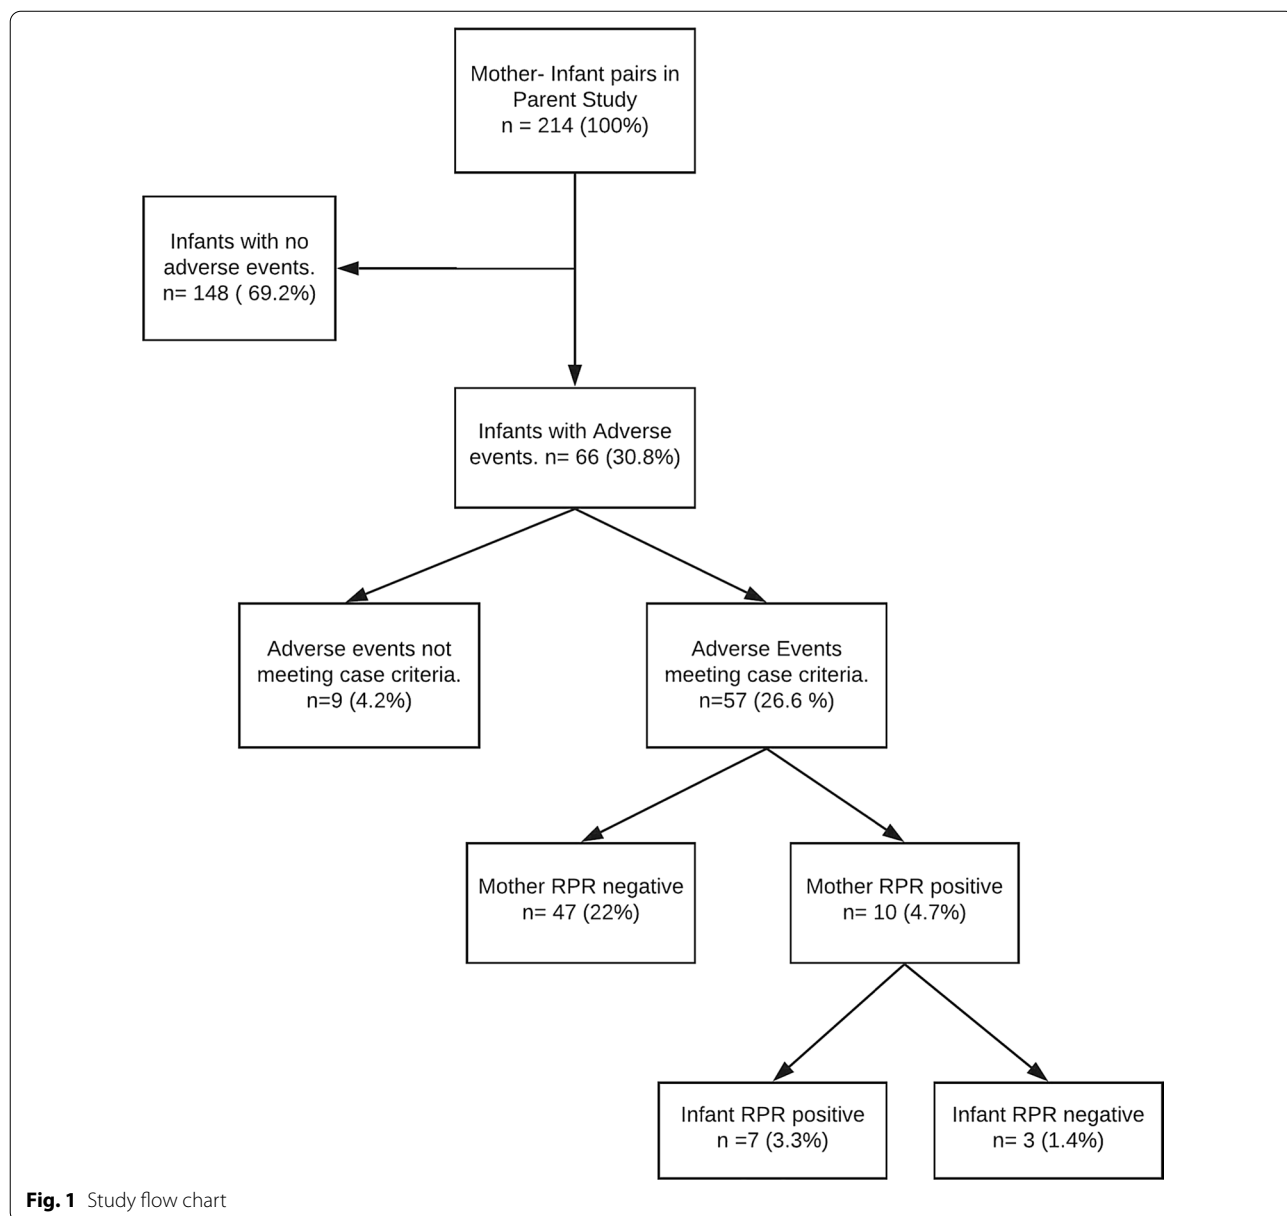 Mother- Infant pairs in
Parent Study
n = 214 (100%)
Infants with no
adverse events.
n= 148 ( 69.2%)
Infants with Adverse
events. n= 66 (30.8%)
Adverse events not
meeting case criteria.
n=9 (4.2%)
Adverse Events
meeting case criteria.
n=57 (26.6 %)
Mother RPR negative
n= 47 (22%)
Mother RPR positive
n= 10 (4.7%)
Infant RPR positive
n =7 (3.3%)
Infant RPR negative
n= 3 (1.4%)
Fig. 1 Study flow chart